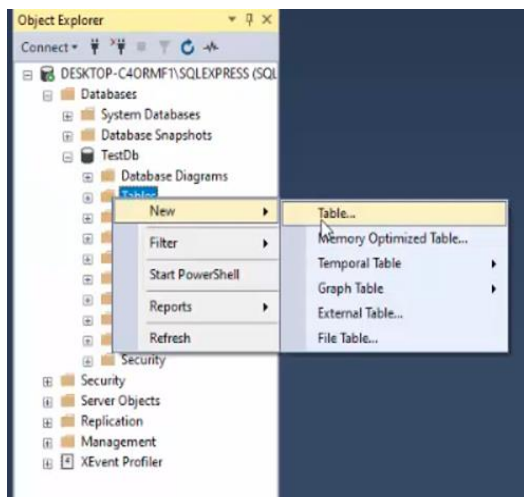 Object Explorer
Connect
DESKTOP-C4ORMF1\SQLEXPRESS (SQL
Databases
System Databases
Database Snapshots
TestDb
Database Diagrams
Tables
New
Filter
Start PowerShell
Reports
Refresh
Table...
Memory Optimized Table...
Temporal Table
Graph Table
External Table...
File Table...
Security
Security
Server Objects
Replication
Management
XEvent Profiler